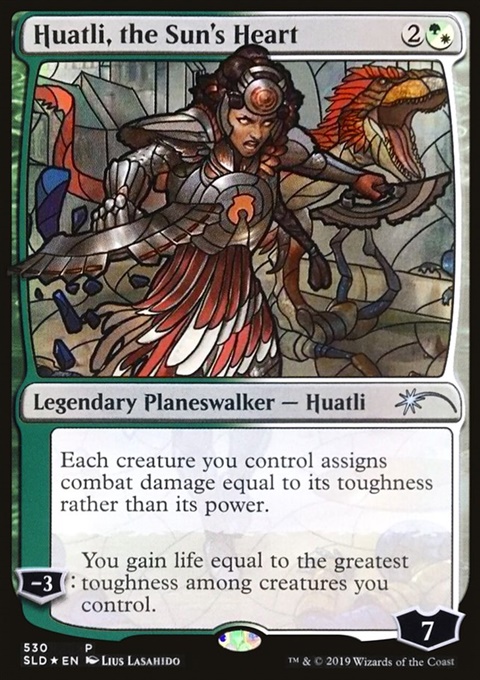 Huatli, the Sun's Heart 2
Legendary Planeswalker — Huatli
Each creature you control assigns
combat damage equal to its toughness
rather than its power.
−3: You gain life equal to the greatest
toughness among creatures you
control.
7
530 P
SLD ★ EN Lius Lasahido
™ & © 2019 Wizards of the Coast